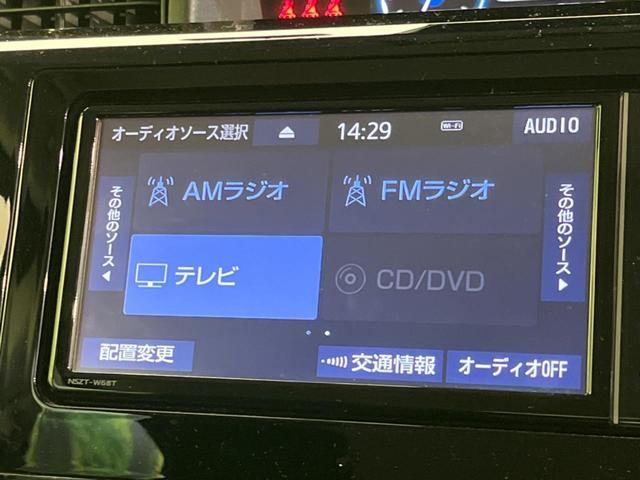 オーディオソース選択
14:29
Wi-Fi
AUDIO
その他のソース
AMラジオ
FMラジオ
その他のソース
テレビ
CD/DVD
配置変更
交通情報
オーディオOFF
NSZT-W68T